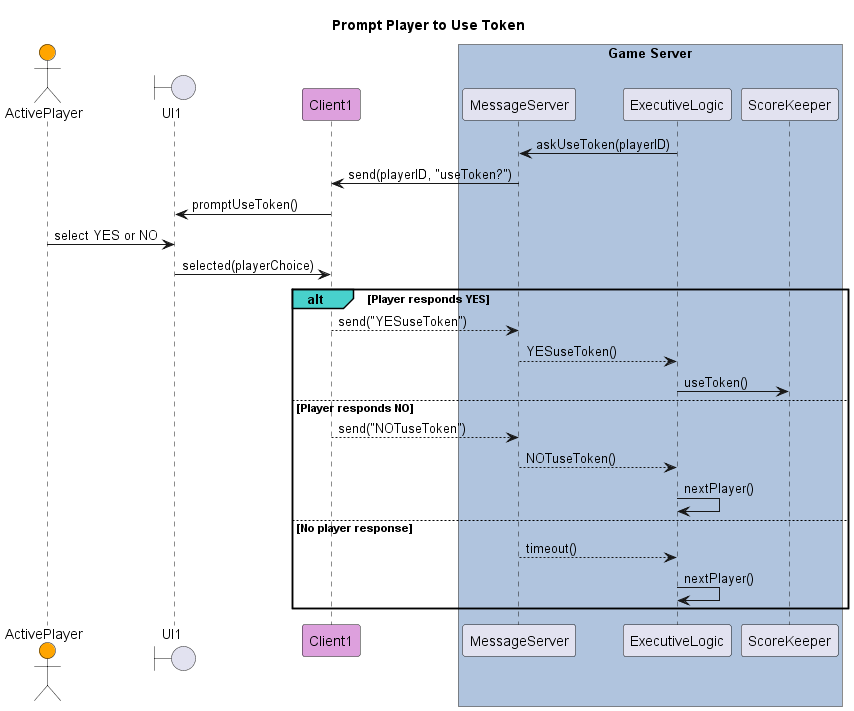 Prompt Player to Use Token
Game Server
ActivePlayer
UI1
Client1
MessageServer
ExecutiveLogic
ScoreKeeper
askUseToken(playerID)
send(playerID, "useToken?")
promptUseToken()
select YES or NO
selected(playerChoice)
alt
[Player responds YES]
send("YESuseToken")
YESuseToken()
useToken()
[Player responds NO]
send("NOTuseToken")
NOTuseToken()
nextPlayer()
[No player response]
timeout()
nextPlayer()
ActivePlayer
UI1
Client1
MessageServer
ExecutiveLogic
ScoreKeeper